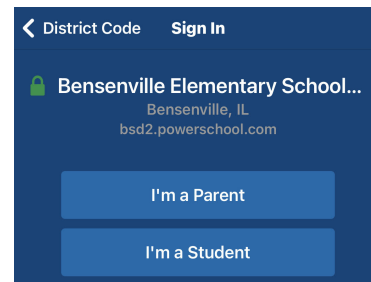 District Code Sign In
Bensenville Elementary School...
Bensenville, IL
bsd2.powerschool.com
I'm a Parent
I'm a Student